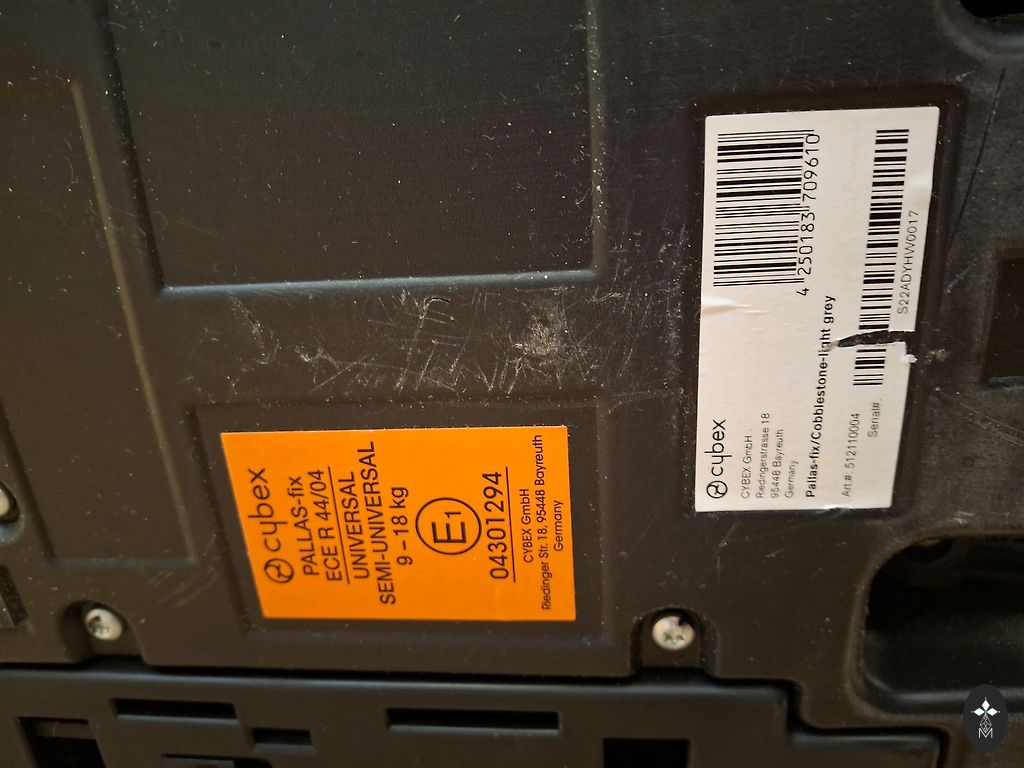 cybex
PALLAS-fix
ECE R 44/04
UNIVERSAL
SEMI-UNIVERSAL
9 – 18 kg
E1
04301294
CYBEX GmbH
Riedinger Str. 18, 95448 Bayreuth
Germany
cybex
CYBEX GmbH
Riedingerstrasse 18
95448 Bayreuth
Germany
4 250183 709610
Pallas-fix/Cobblestone-light grey
Art.#: 512110004
Serial#:
S22ADYHW0017
M